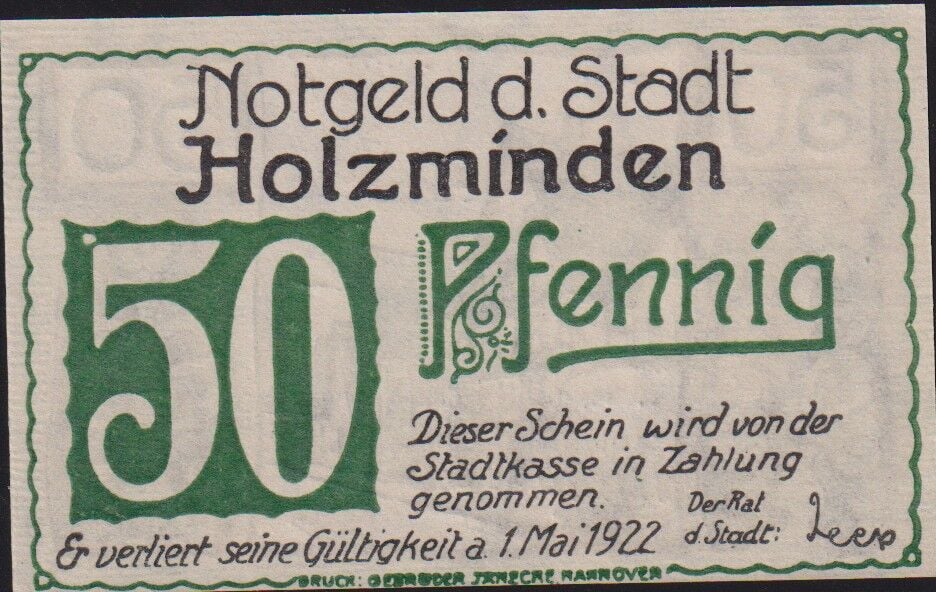 Notgeld d. Stadt
Holzminden
50 Pfennig
Dieser Schein wird von der
Stadtkasse in Zahlung
genommen.
Der Rat
d. Stadt:
Er verliert seine Gültigkeit a. 1. Mai 1922
DRUCK: GEBRÜDER JÄNECKE HANNOVER